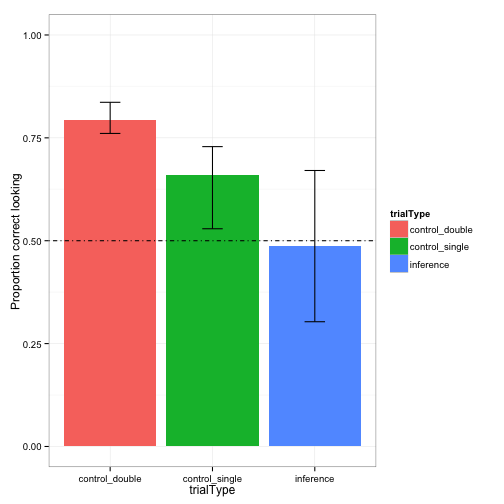 1.00
0.75
0.50
0.25
0.00
Proportion correct looking
control_double
control_single
inference
trialType
trialType
control_double
control_single
inference